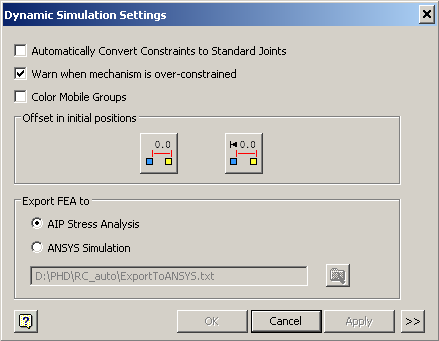 Dynamic Simulation Settings
Automatically Convert Constraints to Standard Joints
Warn when mechanism is over-constrained
Color Mobile Groups
Offset in initial positions
0.0 0.0
Export FEA to
AIP Stress Analysis
ANSYS Simulation
D:\PHD\RC_auto\ExportToANSYS.txt
? OK Cancel Apply >>